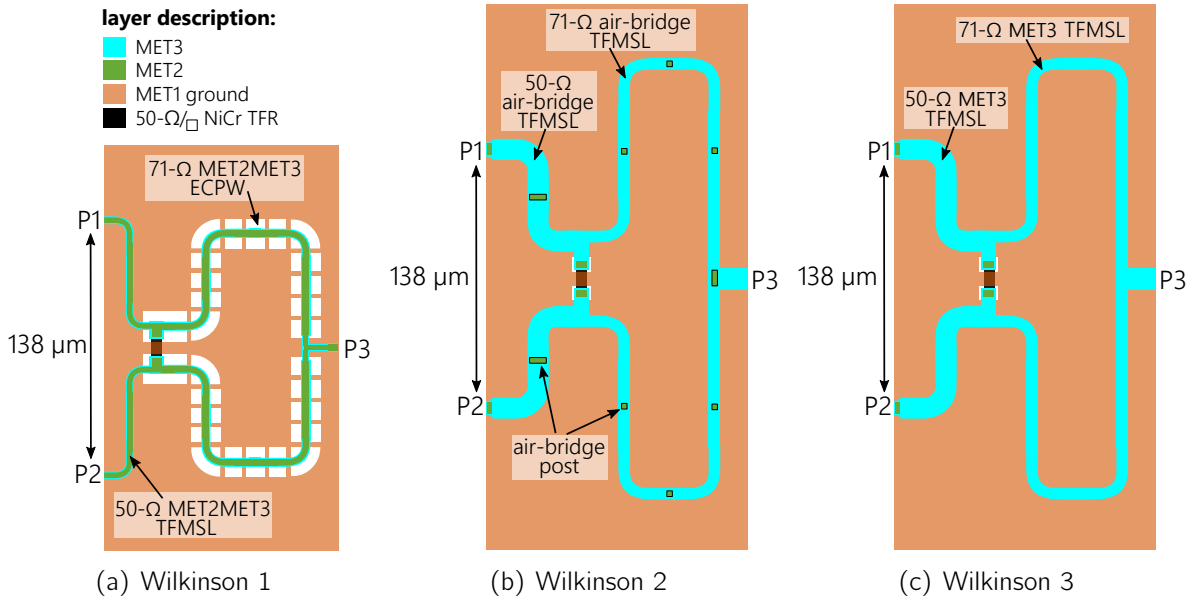 layer description:
MET3
MET2
MET1 ground
50-Ω/□ NiCr TFR
71-Ω MET2MET3
ECPW
P1
138 µm
P3
P2
50-Ω MET2MET3
TFMSL
(a) Wilkinson 1
71-Ω air-bridge
TFMSL
50-Ω
air-bridge
TFMSL
P1
138 µm
P3
P2
air-bridge
post
(b) Wilkinson 2
71-Ω MET3 TFMSL
50-Ω MET3
TFMSL
P1
138 µm
P3
P2
(c) Wilkinson 3